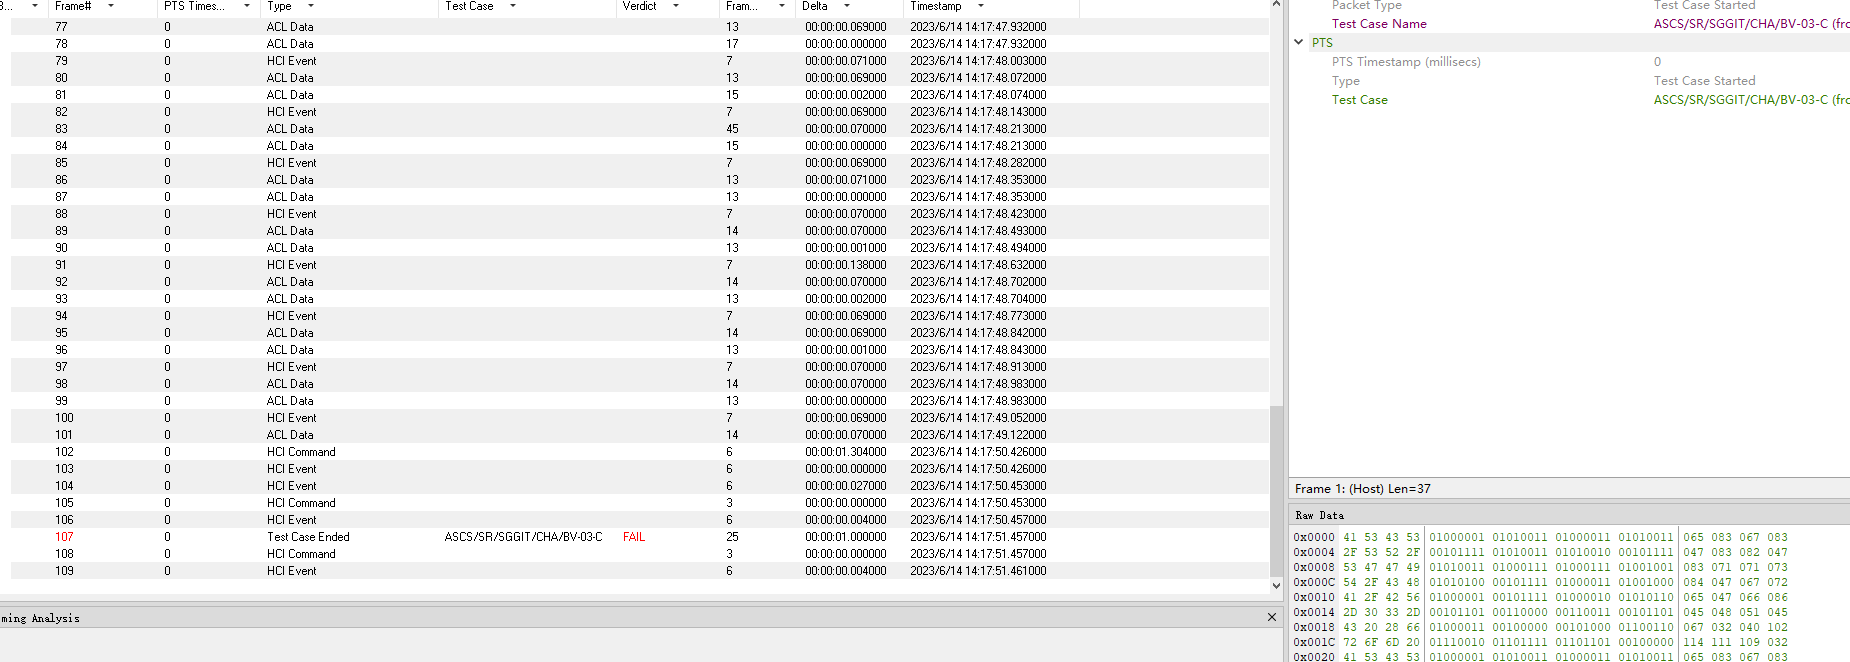 B... Frame# PTS Times... Type Test Case Verdict Fram... Delta Timestamp
77 0 ACL Data 13 00:00:00.069000 2023/6/14 14:17:47.932000
78 0 ACL Data 17 00:00:00.000000 2023/6/14 14:17:47.932000
79 0 HCI Event 7 00:00:00.071000 2023/6/14 14:17:48.003000
80 0 ACL Data 13 00:00:00.069000 2023/6/14 14:17:48.072000
81 0 ACL Data 15 00:00:00.002000 2023/6/14 14:17:48.074000
82 0 HCI Event 7 00:00:00.069000 2023/6/14 14:17:48.143000
83 0 ACL Data 45 00:00:00.070000 2023/6/14 14:17:48.213000
84 0 ACL Data 15 00:00:00.000000 2023/6/14 14:17:48.213000
85 0 HCI Event 7 00:00:00.069000 2023/6/14 14:17:48.282000
86 0 ACL Data 13 00:00:00.071000 2023/6/14 14:17:48.353000
87 0 ACL Data 13 00:00:00.000000 2023/6/14 14:17:48.353000
88 0 HCI Event 7 00:00:00.070000 2023/6/14 14:17:48.423000
89 0 ACL Data 14 00:00:00.070000 2023/6/14 14:17:48.493000
90 0 ACL Data 13 00:00:00.001000 2023/6/14 14:17:48.494000
91 0 HCI Event 7 00:00:00.138000 2023/6/14 14:17:48.632000
92 0 ACL Data 14 00:00:00.070000 2023/6/14 14:17:48.702000
93 0 ACL Data 13 00:00:00.002000 2023/6/14 14:17:48.704000
94 0 HCI Event 7 00:00:00.069000 2023/6/14 14:17:48.773000
95 0 ACL Data 14 00:00:00.069000 2023/6/14 14:17:48.842000
96 0 ACL Data 13 00:00:00.001000 2023/6/14 14:17:48.843000
97 0 HCI Event 7 00:00:00.070000 2023/6/14 14:17:48.913000
98 0 ACL Data 14 00:00:00.070000 2023/6/14 14:17:48.983000
99 0 ACL Data 13 00:00:00.000000 2023/6/14 14:17:48.983000
100 0 HCI Event 7 00:00:00.069000 2023/6/14 14:17:49.052000
101 0 ACL Data 14 00:00:00.070000 2023/6/14 14:17:49.122000
102 0 HCI Command 6 00:00:01.304000 2023/6/14 14:17:50.426000
103 0 HCI Event 6 00:00:00.000000 2023/6/14 14:17:50.426000
104 0 HCI Event 6 00:00:00.027000 2023/6/14 14:17:50.453000
105 0 HCI Command 3 00:00:00.000000 2023/6/14 14:17:50.453000
106 0 HCI Event 6 00:00:00.004000 2023/6/14 14:17:50.457000
107 0 Test Case Ended ASCS/SR/SGGIT/CHA/BV-03-C FAIL 25 00:00:01.000000 2023/6/14 14:17:51.457000
108 0 HCI Command 3 00:00:00.000000 2023/6/14 14:17:51.457000
109 0 HCI Event 6 00:00:00.004000 2023/6/14 14:17:51.461000
ming Analysis
Packet Type Test Case Started
Test Case Name ASCS/SR/SGGIT/CHA/BV-03-C (fro
PTS
PTS Timestamp (millisecs) 0
Type Test Case Started
Test Case ASCS/SR/SGGIT/CHA/BV-03-C (fro
Frame 1: (Host) Len=37
Raw Data
0x0000 41 53 43 53 01000001 01010011 01000011 01010011 065 083 067 083
0x0004 2F 53 52 2F 00101111 01010011 01010010 00101111 047 083 082 047
0x0008 53 47 47 49 01010011 01000111 01000111 01001001 083 071 071 073
0x000C 54 2F 43 48 01010100 00101111 01000011 01001000 084 047 067 072
0x0010 41 2F 42 56 01000001 00101111 01000010 01010110 065 047 066 086
0x0014 2D 30 33 2D 00101101 00110000 00110011 00101101 045 048 051 045
0x0018 43 20 28 66 01000011 00100000 00101000 01100110 067 032 040 102
0x001C 72 6F 6D 20 01110010 01101111 01101101 00100000 114 111 109 032
0x0020 41 53 43 53 01000001 01010011 01000011 01010011 065 083 067 083